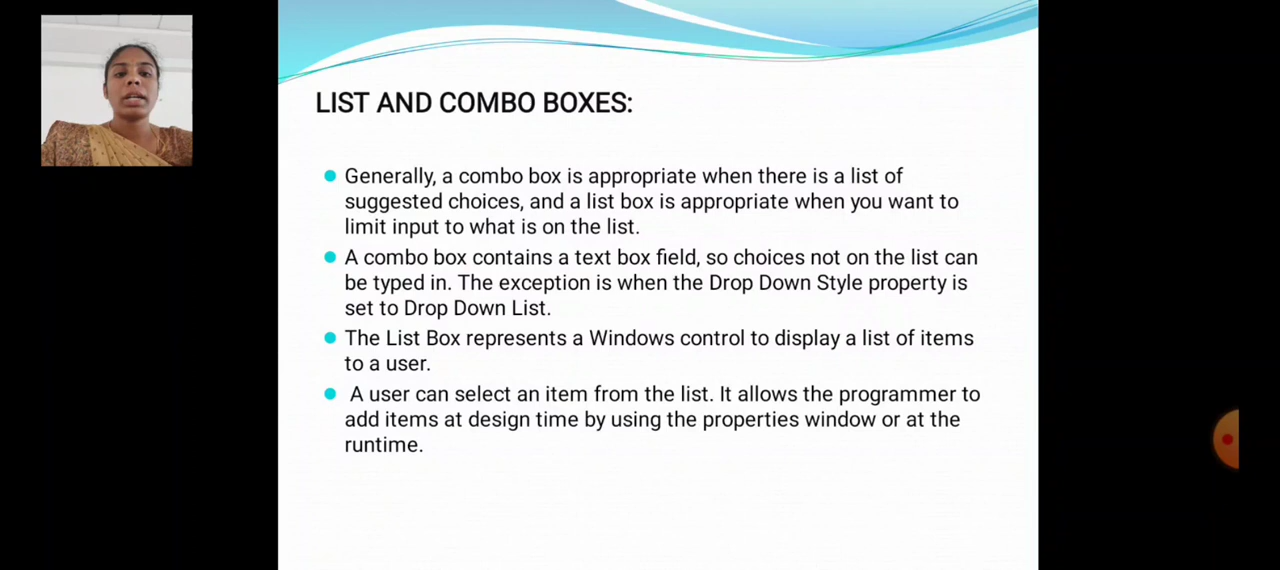 LIST AND COMBO BOXES:
Generally, a combo box is appropriate when there is a list of
suggested choices, and a list box is appropriate when you want to
limit input to what is on the list.
A combo box contains a text box field, so choices not on the list can
be typed in. The exception is when the Drop Down Style property is
set to Drop Down List.
The List Box represents a Windows control to display a list of items
to a user.
A user can select an item from the list. It allows the programmer to
add items at design time by using the properties window or at the
runtime.